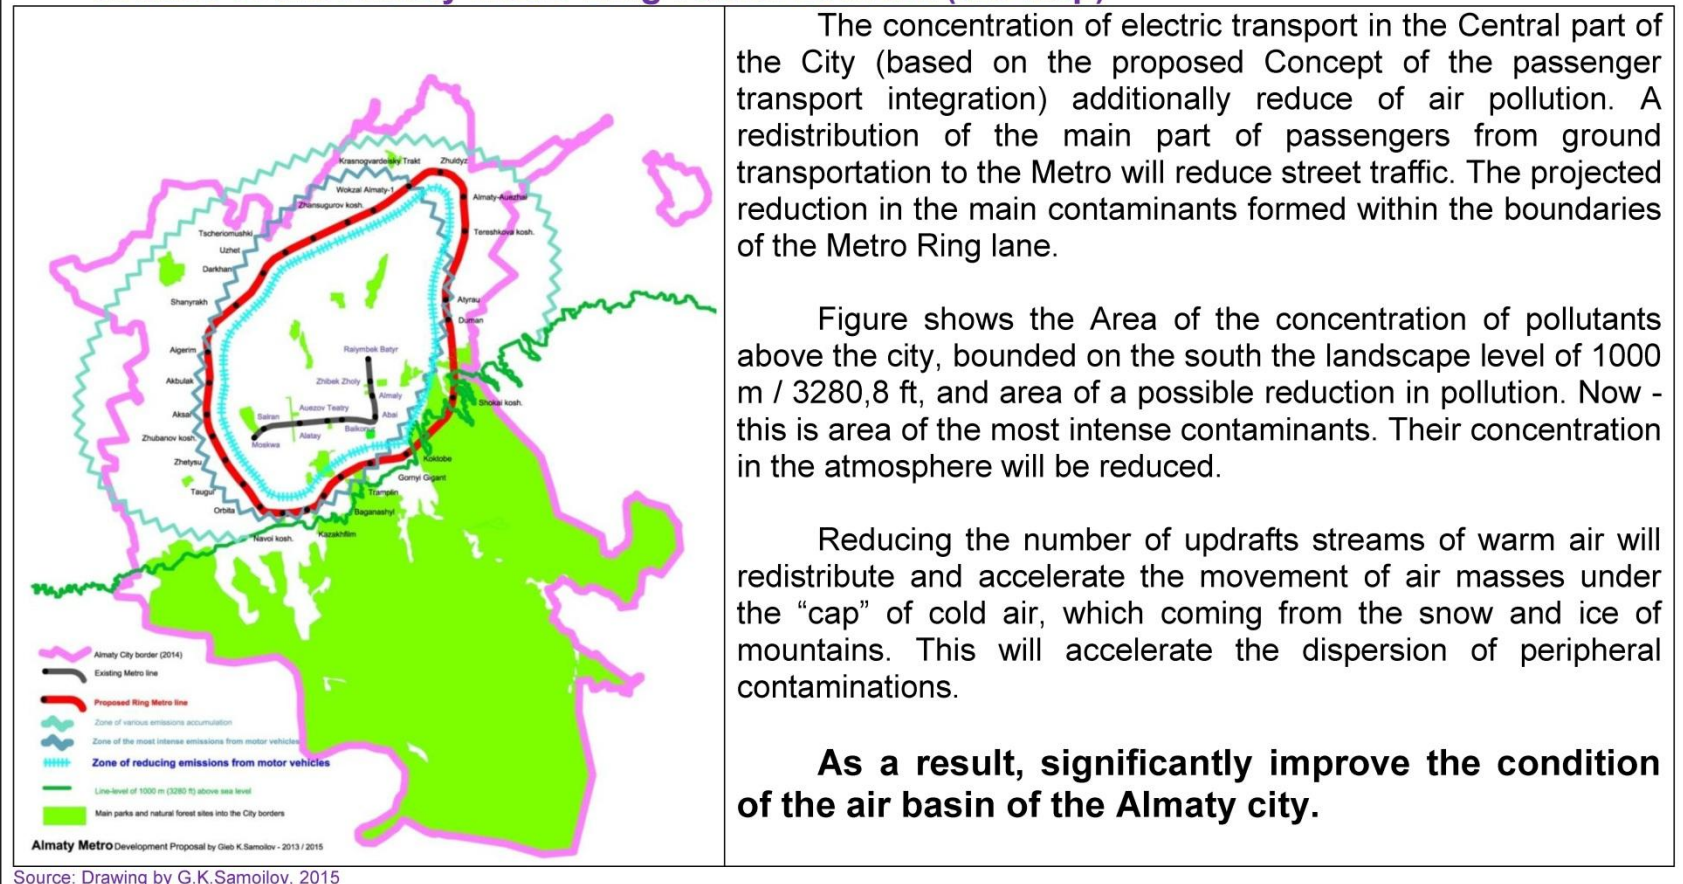 Krasnogvardeisky Trakt
Zhuldyz
Wokzal Almaty-1
Zhansugurov kosh.
Almaty-Auezhai
Tscheriomushki
Tereshkova kosh.
Uzhet
Darkhan
Shanyrakh
Atyrau
Duman
Aigerim
Raiymbek Batyr
Akbulak
Zhibek Zholy
Almaly
Aksai
Auezov Teatry
Abai
Shokai kosh.
Sairan
Baikonur
Alatay
Zhubanov kosh.
Moskwa
Zhetysu
Koktobe
Gornyi Gigant
Taugul
Tramplin
Orbita
Baganashyl
Navoi kosh.
Kazakhfilm
Almaty City border (2014)
Existing Metro line
Proposed Ring Metro line
Zone of various emissions accumulation
Zone of the most intense emissions from motor vehicles
Zone of reducing emissions from motor vehicles
Line-level of 1000 m (3280 ft) above sea level
Main parks and natural forest sites into the City borders
Almaty Metro Development Proposal by Gleb K.Samoilov - 2013 / 2015
The concentration of electric transport in the Central part of
the City (based on the proposed Concept of the passenger
transport integration) additionally reduce of air pollution. A
redistribution of the main part of passengers from ground
transportation to the Metro will reduce street traffic. The projected
reduction in the main contaminants formed within the boundaries
of the Metro Ring lane.
Figure shows the Area of the concentration of pollutants
above the city, bounded on the south the landscape level of 1000
m / 3280,8 ft, and area of a possible reduction in pollution. Now -
this is area of the most intense contaminants. Their concentration
in the atmosphere will be reduced.
Reducing the number of updrafts streams of warm air will
redistribute and accelerate the movement of air masses under
the “cap” of cold air, which coming from the snow and ice of
mountains. This will accelerate the dispersion of peripheral
contaminations.
As a result, significantly improve the condition
of the air basin of the Almaty city.
Source: Drawing by G.K.Samoilov, 2015